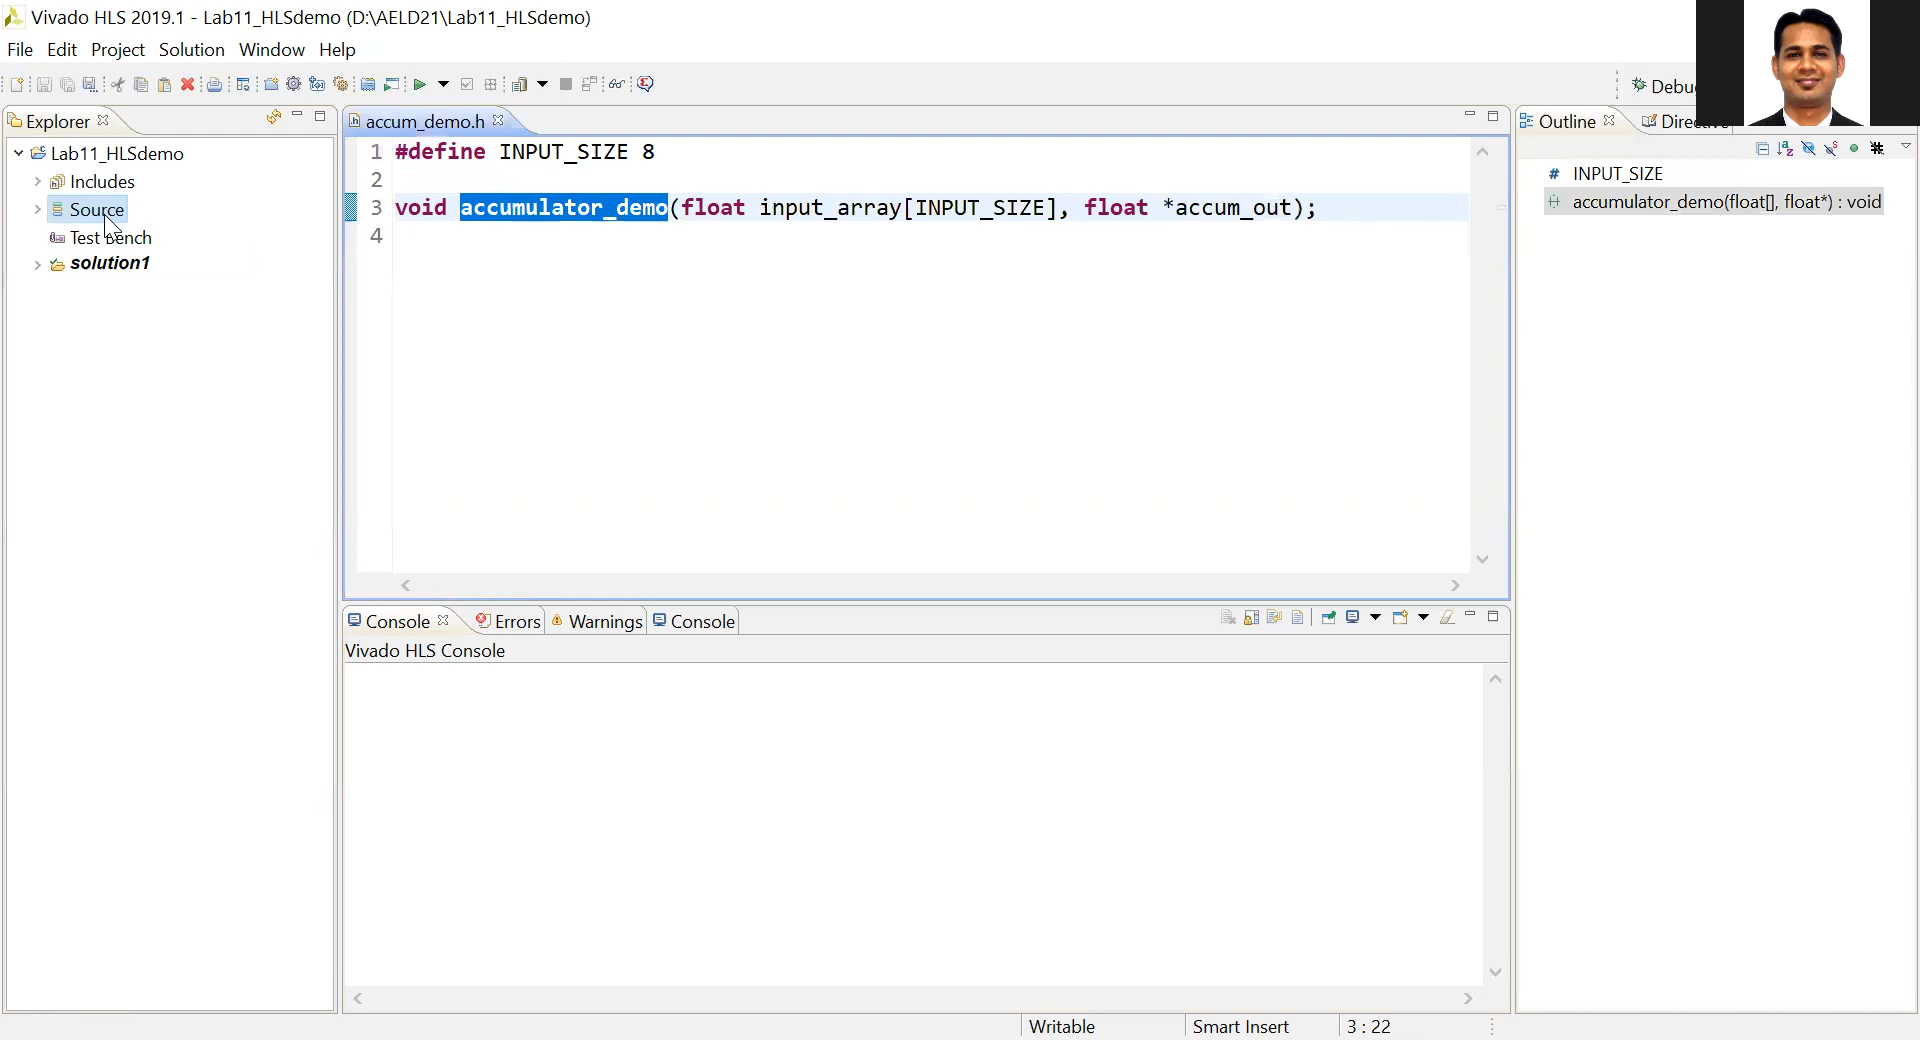 Vivado HLS 2019.1 - Lab11_HLSdemo (D:\AELD21\Lab11_HLSdemo)
File Edit Project Solution Window Help
Explorer
Lab11_HLSdemo
Includes
Source
Test Bench
solution1
accum_demo.h
1 #define INPUT_SIZE 8
2
3 void accumulator_demo(float input_array[INPUT_SIZE], float *accum_out);
4
Console Errors Warnings Console
Vivado HLS Console
Outline
INPUT_SIZE
accumulator_demo(float[], float*) : void
Writable Smart Insert 3 : 22